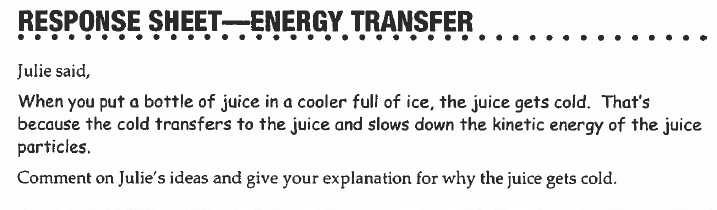 RESPONSE SHEET—ENERGY TRANSFER
Julie said,
When you put a bottle of juice in a cooler full of ice, the juice gets cold. That's
because the cold transfers to the juice and slows down the kinetic energy of the juice
particles.
Comment on Julie's ideas and give your explanation for why the juice gets cold.